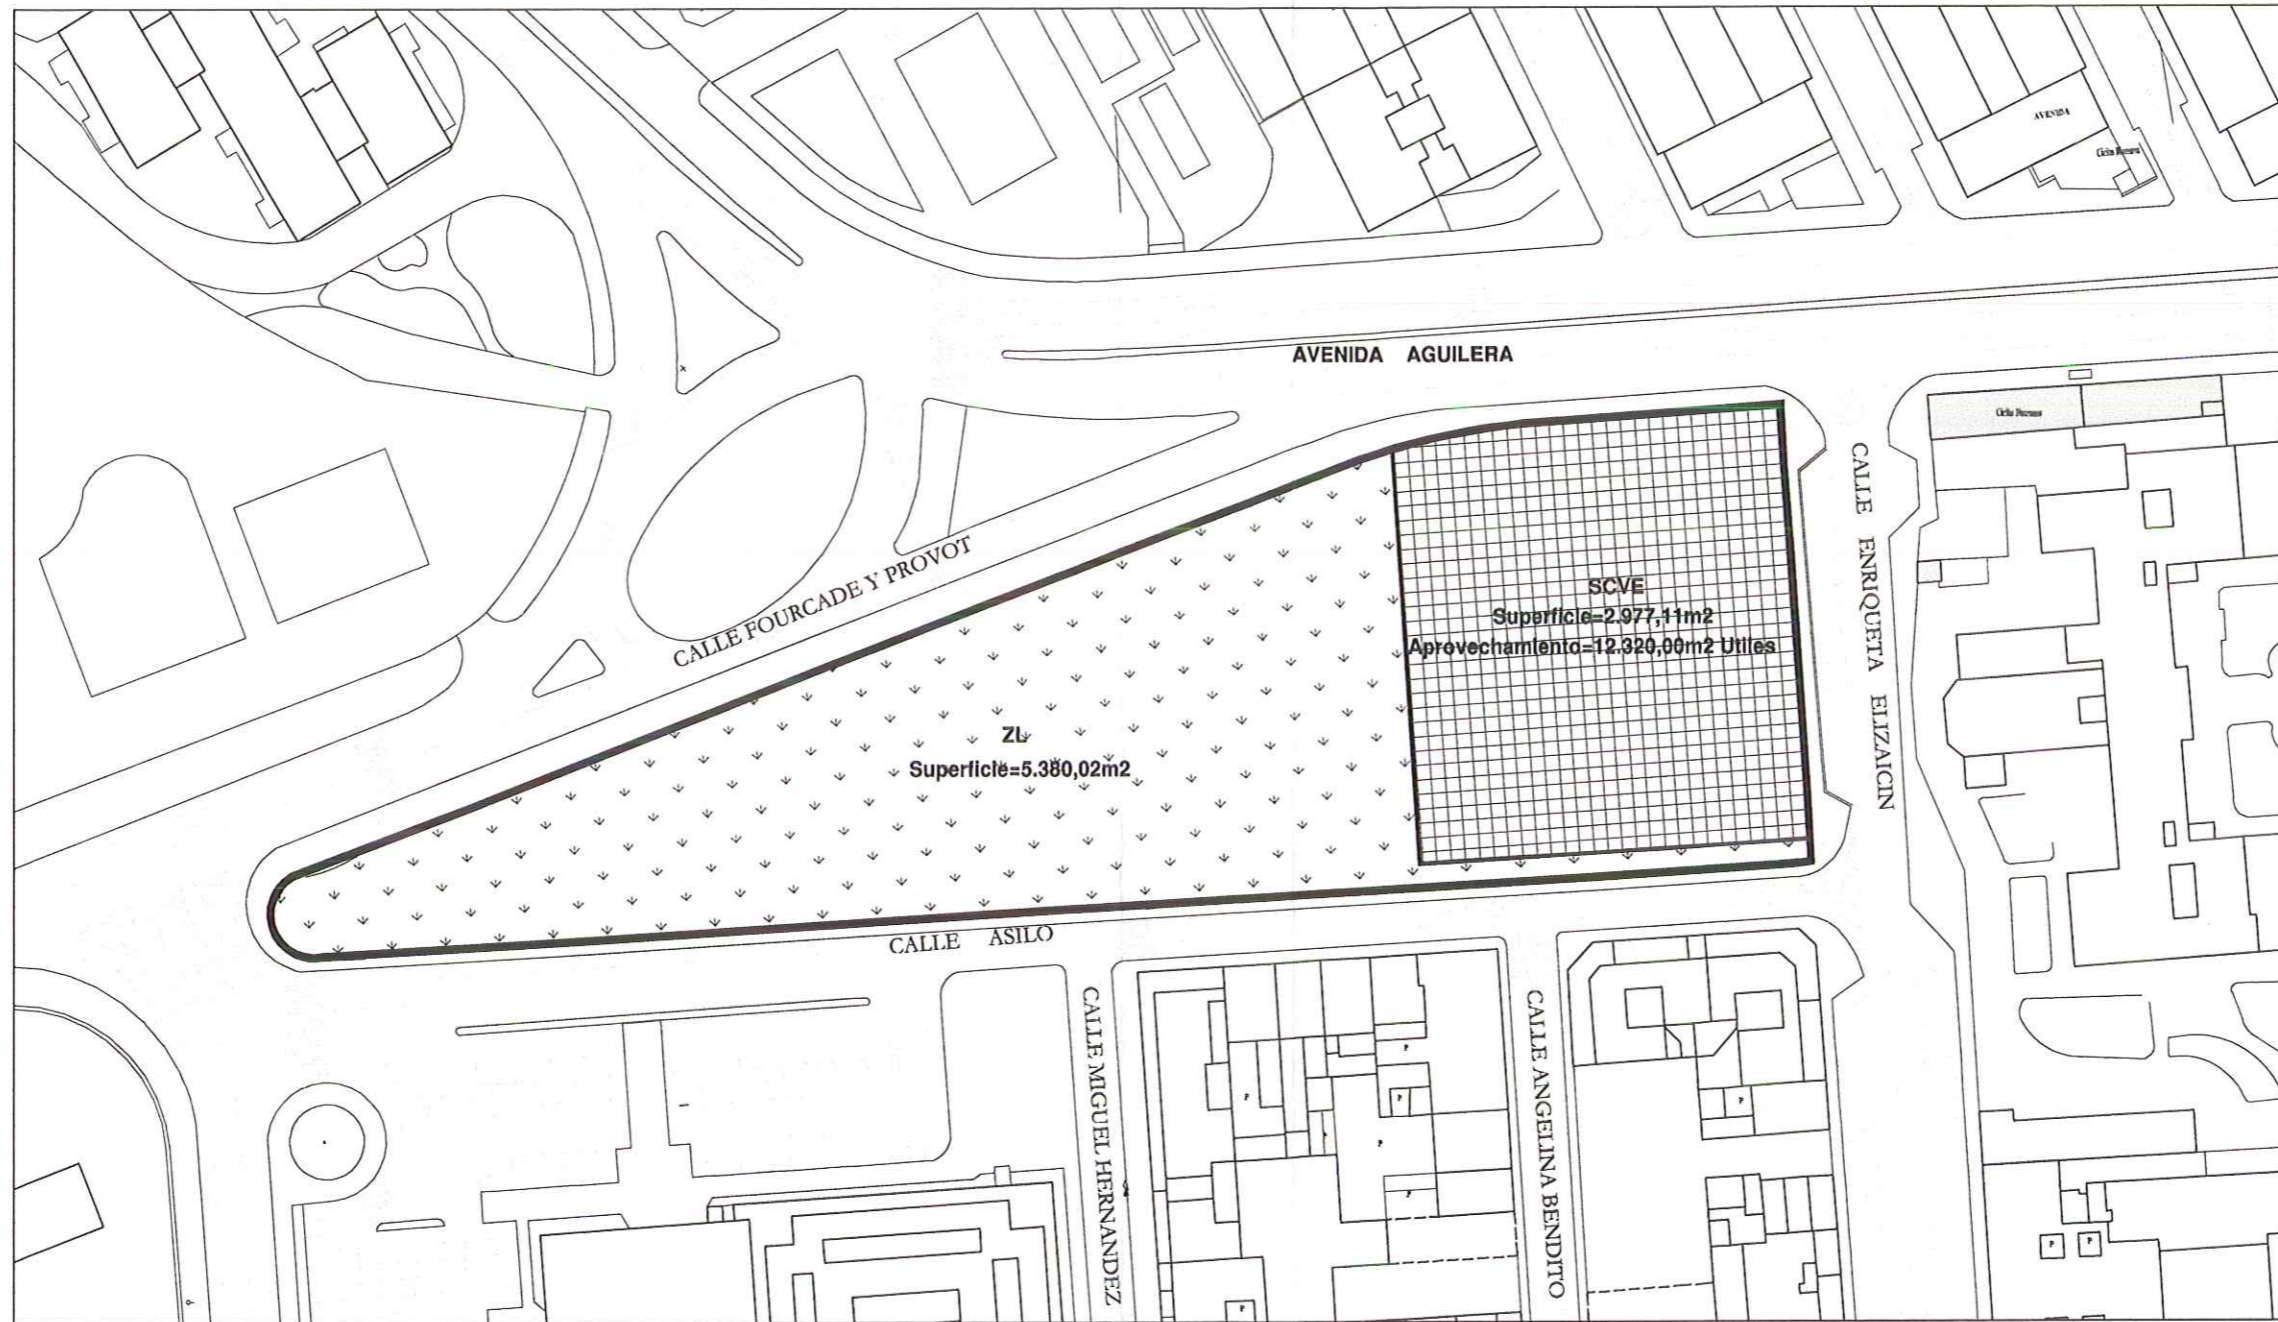 AVENIDA
AVENIDA AGUILERA
CALLE ENRIQUETA ELIZAICIN
CALLE FOURCADE Y PROVOT
SCVE
Superficie=2.977,11m2
Aprovechamiento=12.320,00m2 Utiles
ZL
Superficie=5.380,02m2
CALLE ASILO
CALLE MIGUEL HERNANDEZ
CALLE ANGELINA BENDITO
P
P
P
P
P
P
P
P
P